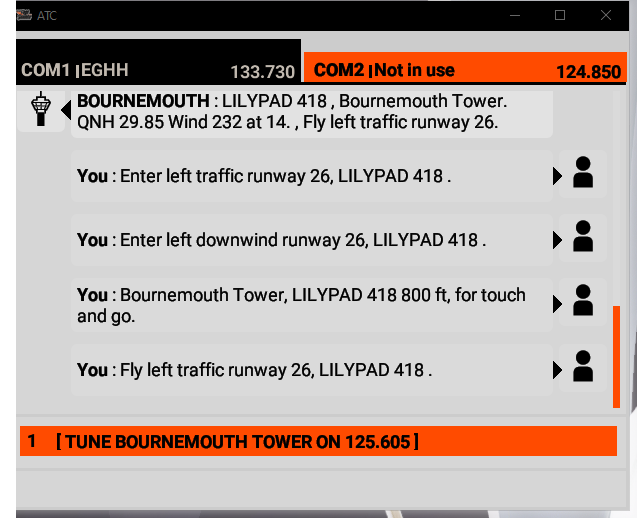 ATC
COM1 | EGHH 133.730 COM2 | Not in use 124.850
BOURNEMOUTH : LILYPAD 418 , Bournemouth Tower.
QNH 29.85 Wind 232 at 14. , Fly left traffic runway 26.
You : Enter left traffic runway 26, LILYPAD 418 .
You : Enter left downwind runway 26, LILYPAD 418 .
You : Bournemouth Tower, LILYPAD 418 800 ft, for touch
and go.
You : Fly left traffic runway 26, LILYPAD 418 .
1 [ TUNE BOURNEMOUTH TOWER ON 125.605 ]